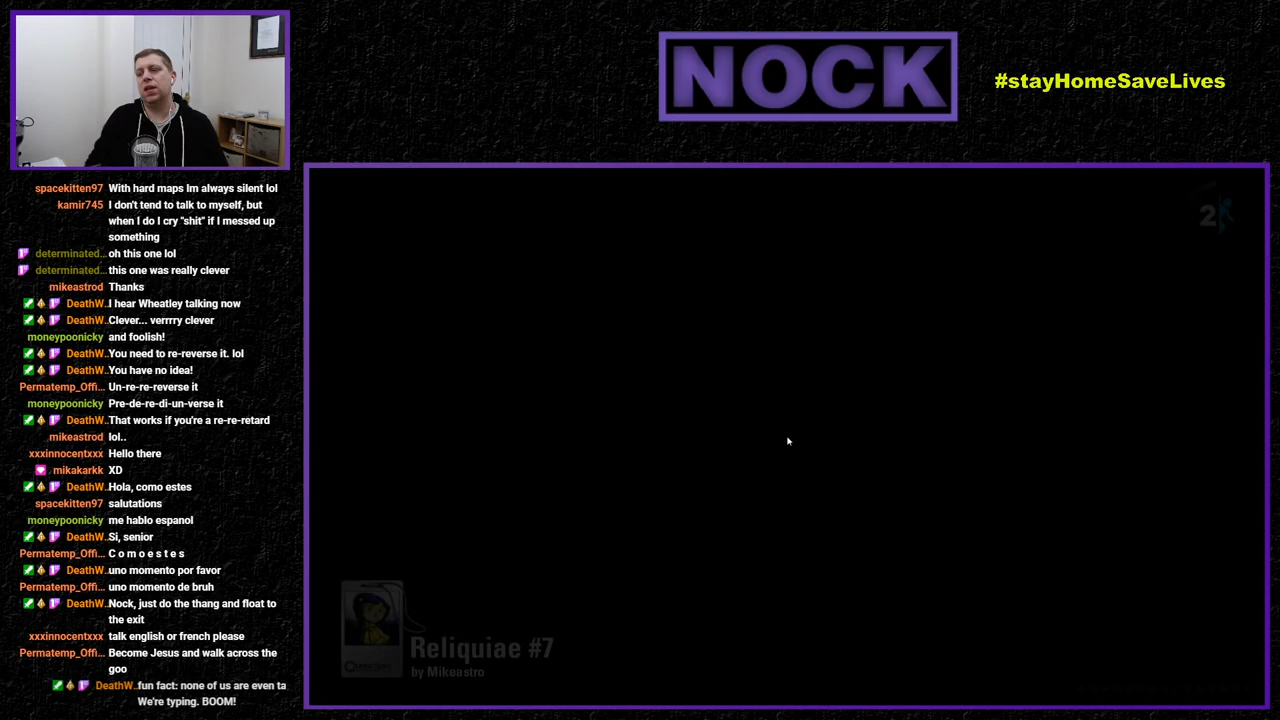 NOCK
#stayHomeSaveLives
spacekitten97 With hard maps Im always silent lol
kamir745 I don't tend to talk to myself, but
when I do I cry "shit" if I messed up
something
determinated... oh this one lol
determinated... this one was really clever
mikeastrod Thanks
DeathW.. I hear Wheatley talking now
DeathW.. Clever... verrrry clever
moneypoonicky and foolish!
DeathW.. You need to re-reverse it. lol
DeathW.. You have no idea!
Permatemp_Offi... Un-re-re-reverse it
moneypoonicky Pre-de-re-di-un-verse it
DeathW.. That works if you're a re-re-retard
mikeastrod lol..
xxxinnocentxxx Hello there
mikakarkk XD
DeathW.. Hola, como estes
spacekitten97 salutations
moneypoonicky me hablo espanol
DeathW.. Si, senior
Permatemp_Offi... C o m o e s t e s
DeathW.. uno momento por favor
Permatemp_Offi... uno momento de bruh
DeathW.. Nock, just do the thang and float to
the exit
xxxinnocentxxx talk english or french please
Permatemp_Offi... Become Jesus and walk across the
goo
DeathW.. fun fact: none of us are even ta
We're typing. BOOM!
2
Reliquiae #7
by Mikeastro